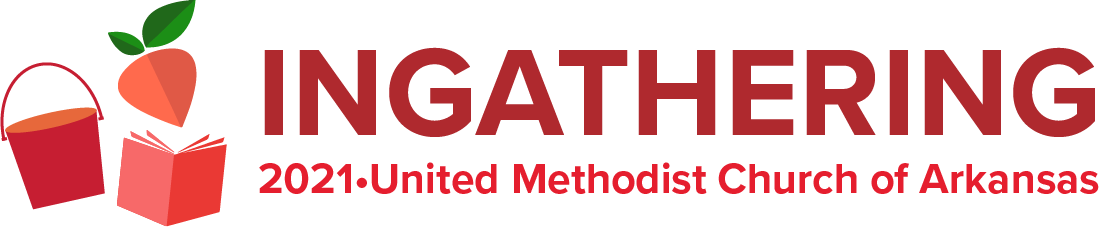 INGATHERING
2021•United Methodist Church of Arkansas